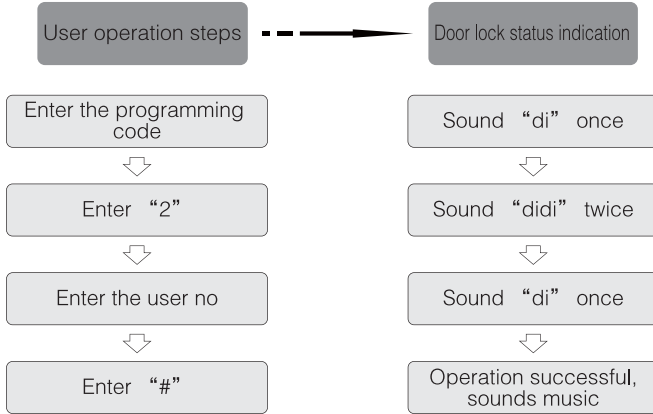 User operation steps
Door lock status indication
Enter the programming
code
Sound “di” once
Enter “2”
Sound “didi” twice
Enter the user no
Sound “di” once
Enter “#”
Operation successful,
sounds music